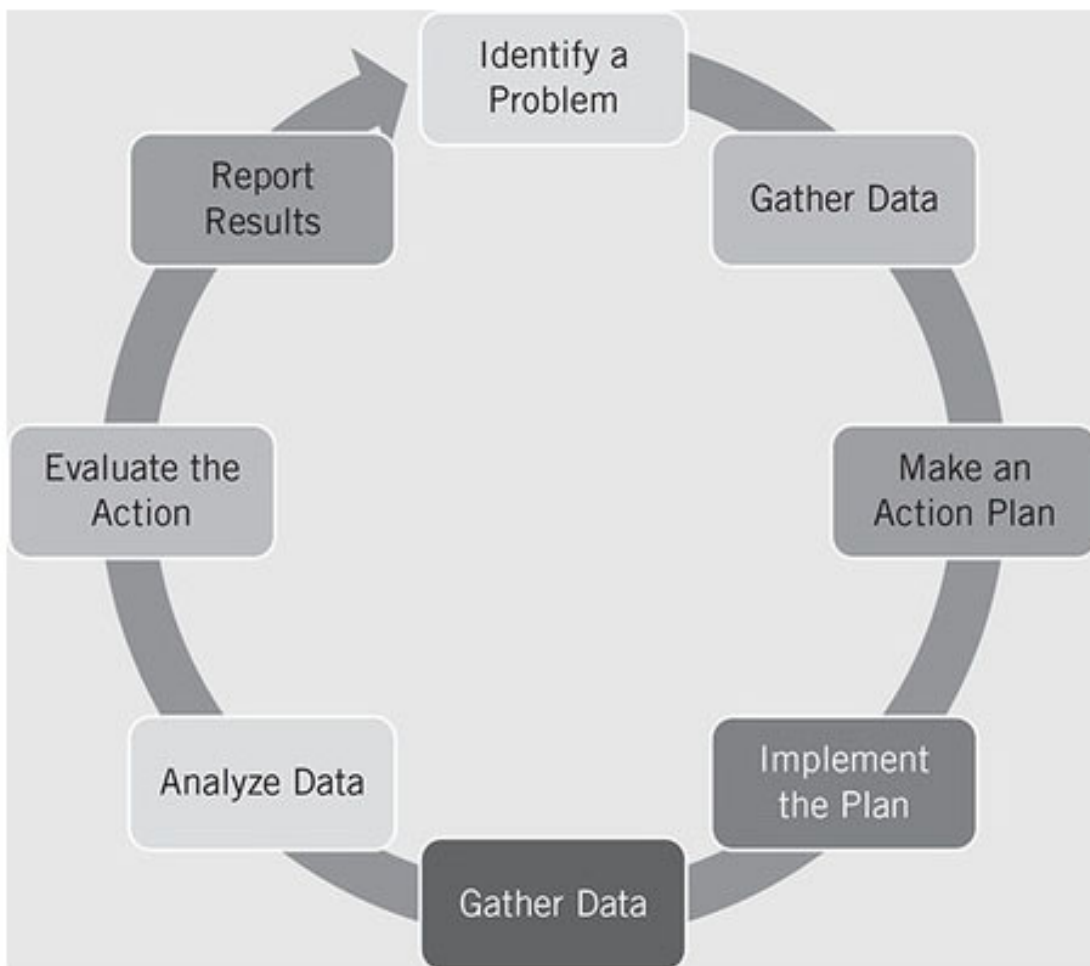 Identify a
Problem
Gather Data
Make an
Action Plan
Implement
the Plan
Gather Data
Analyze Data
Evaluate the
Action
Report
Results